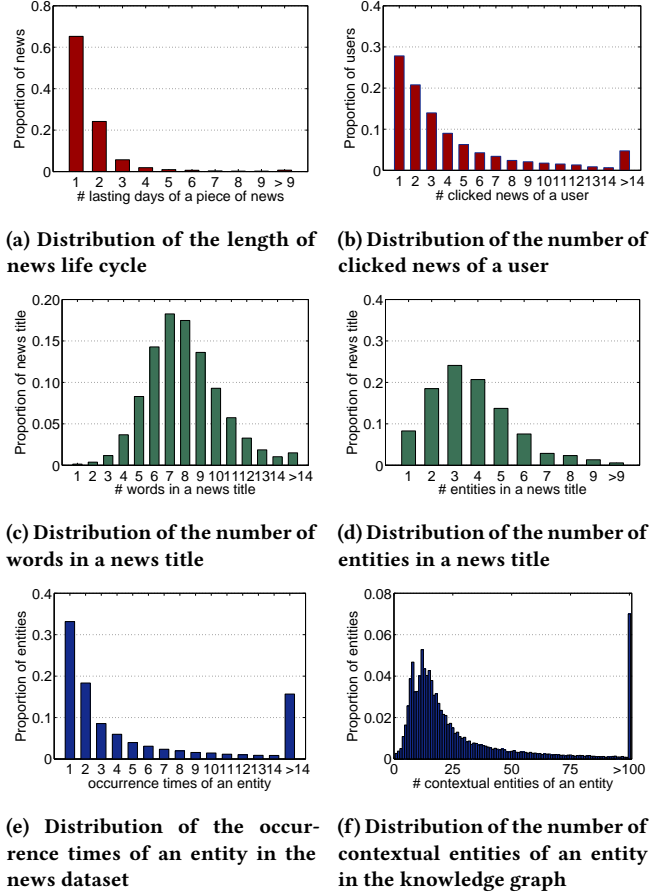 0.8
0.6
0.4
0.2
0
Proportion of news
1 2 3 4 5 6 7 8 9 > 9
# lasting days of a piece of news
(a) Distribution of the length of
news life cycle
0.4
0.3
0.2
0.1
0
Proportion of users
1 2 3 4 5 6 7 8 9 10 11 12 13 14 >14
# clicked news of a user
(b) Distribution of the number of
clicked news of a user
0.20
0.15
0.10
0.05
0
Proportion of news title
1 2 3 4 5 6 7 8 9 10 11 12 13 14 >14
# words in a news title
(c) Distribution of the number of
words in a news title
0.4
0.3
0.2
0.1
0
Proportion of news title
1 2 3 4 5 6 7 8 9 >9
# entities in a news title
(d) Distribution of the number of
entities in a news title
0.4
0.3
0.2
0.1
0
Proportion of entities
1 2 3 4 5 6 7 8 9 10 11 12 13 14 >14
occurrence times of an entity
(e) Distribution of the occur-
rence times of an entity in the
news dataset
0.08
0.06
0.04
0.02
0
Proportion of entities
0 25 50 75 >100
# contextual entities of an entity
(f) Distribution of the number of
contextual entities of an entity
in the knowledge graph